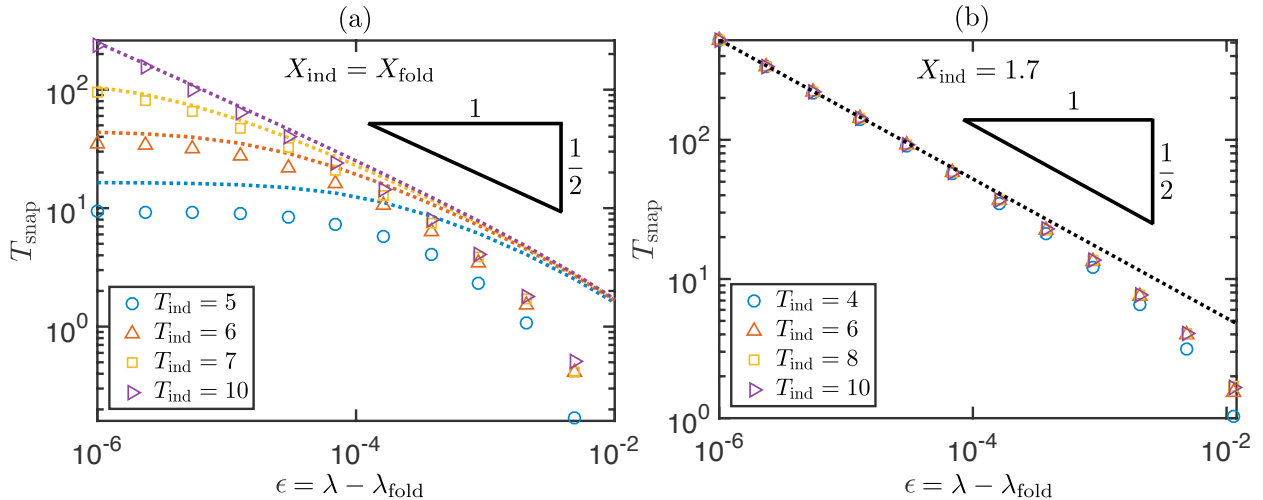 (a)
X_ind = X_fold
1
1/2
10^2
10^1
10^0
T_snap
T_ind = 5
T_ind = 6
T_ind = 7
T_ind = 10
10^-6
10^-4
10^-2
ϵ = λ − λ_fold
(b)
X_ind = 1.7
1
1/2
10^2
10^1
10^0
T_snap
T_ind = 4
T_ind = 6
T_ind = 8
T_ind = 10
10^-6
10^-4
10^-2
ϵ = λ − λ_fold